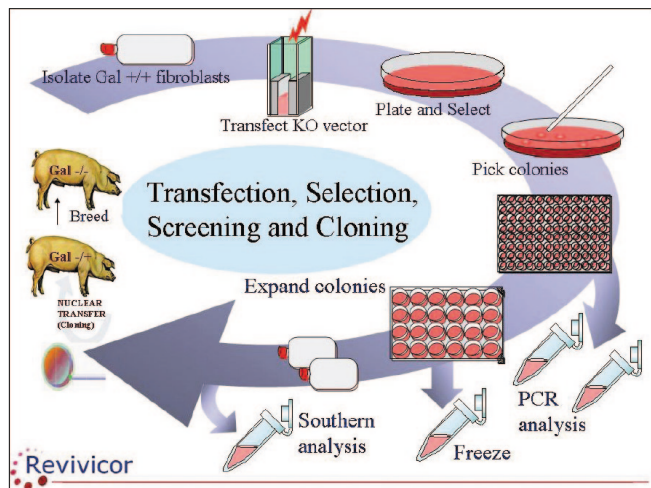 Isolate Gal +/+ fibroblasts
Transfect KO vector
Plate and Select
Pick colonies
Transfection, Selection,
Screening and Cloning
Gal -/-
Breed
Gal -/+
NUCLEAR
TRANSFER
(Cloning)
Expand colonies
PCR
analysis
Freeze
Southern
analysis
Revivicor